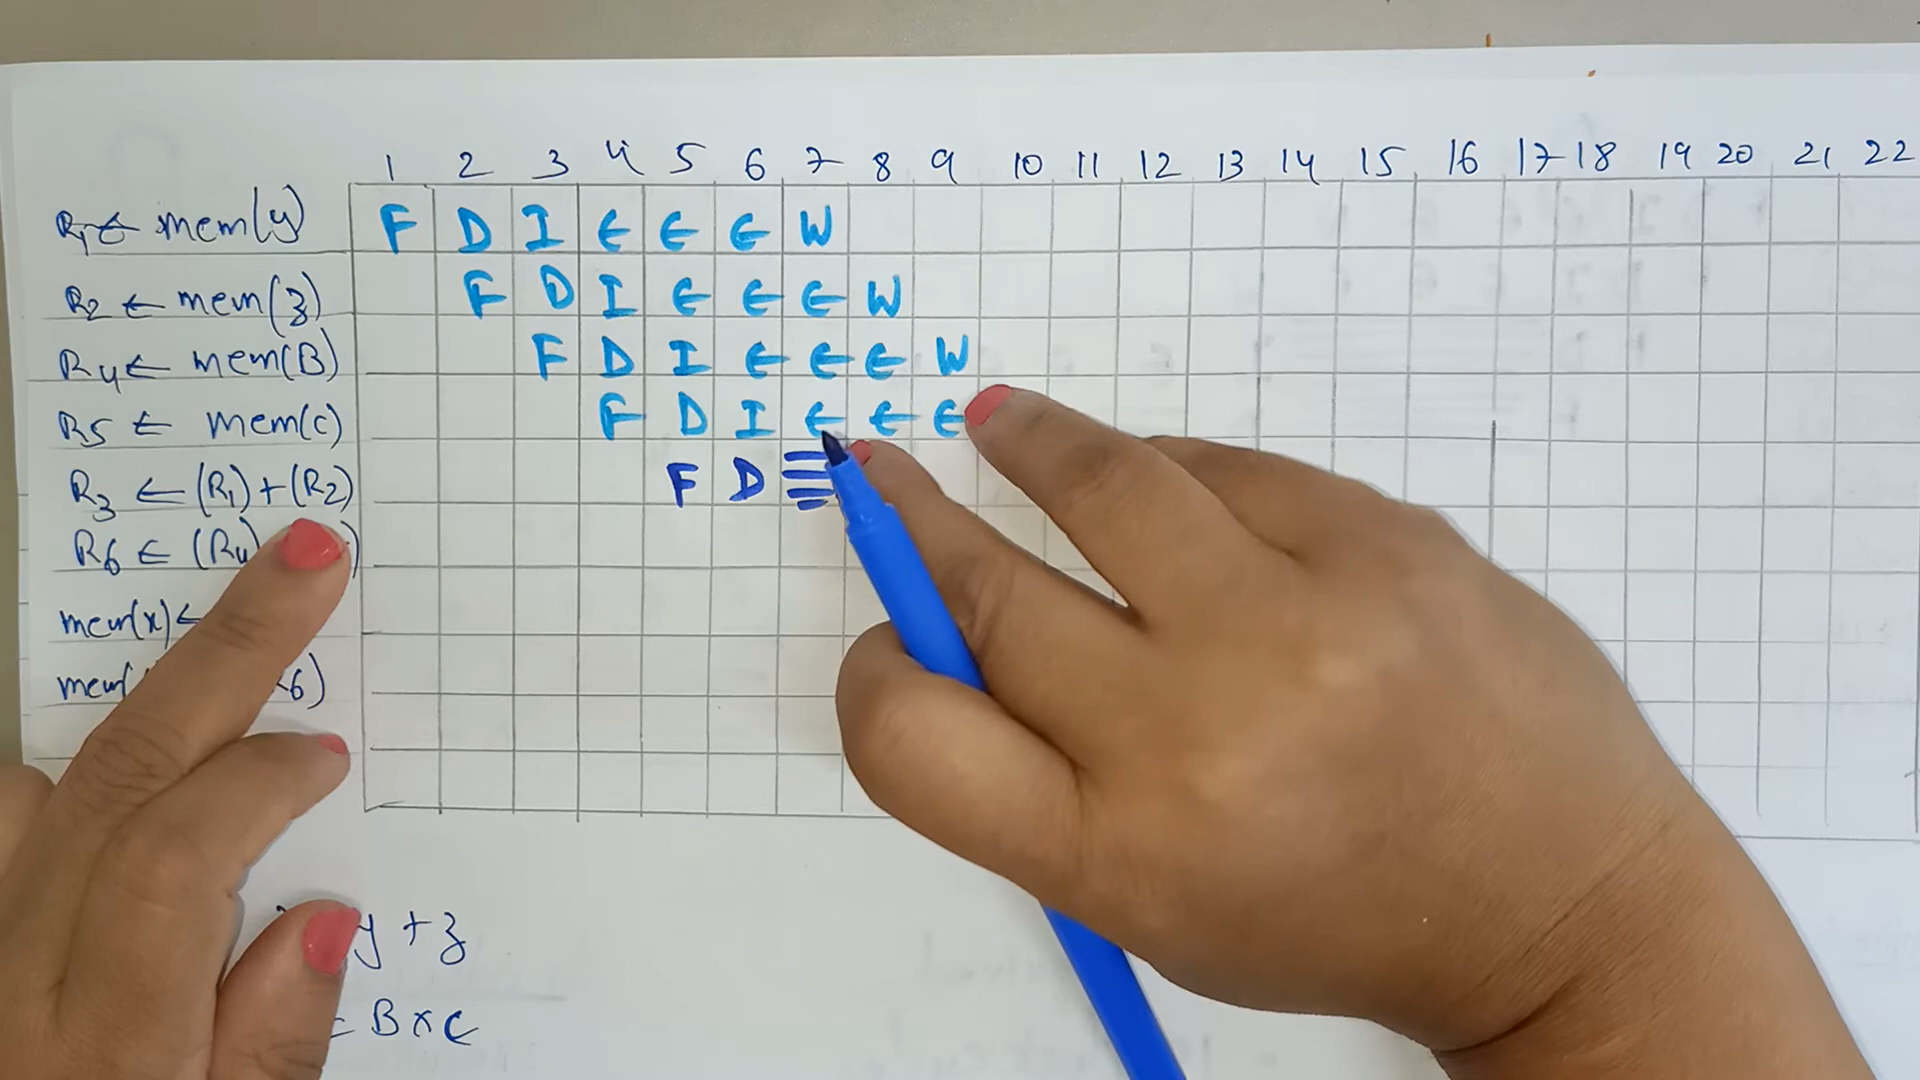 1 2 3 4 5 6 7 8 9 10 11 12 13 14 15 16 17 18 19 20 21 22
R1 ← mem(y) F D I E E E W
R2 ← mem(z) F D I E E E W
R4 ← mem(B) F D I E E E W
R5 ← mem(c) F D I E E E
R3 ← (R1)+(R2) F D
R6 ← (R4) )
mem(x) ←
mem( 6)
y + z
= B × c